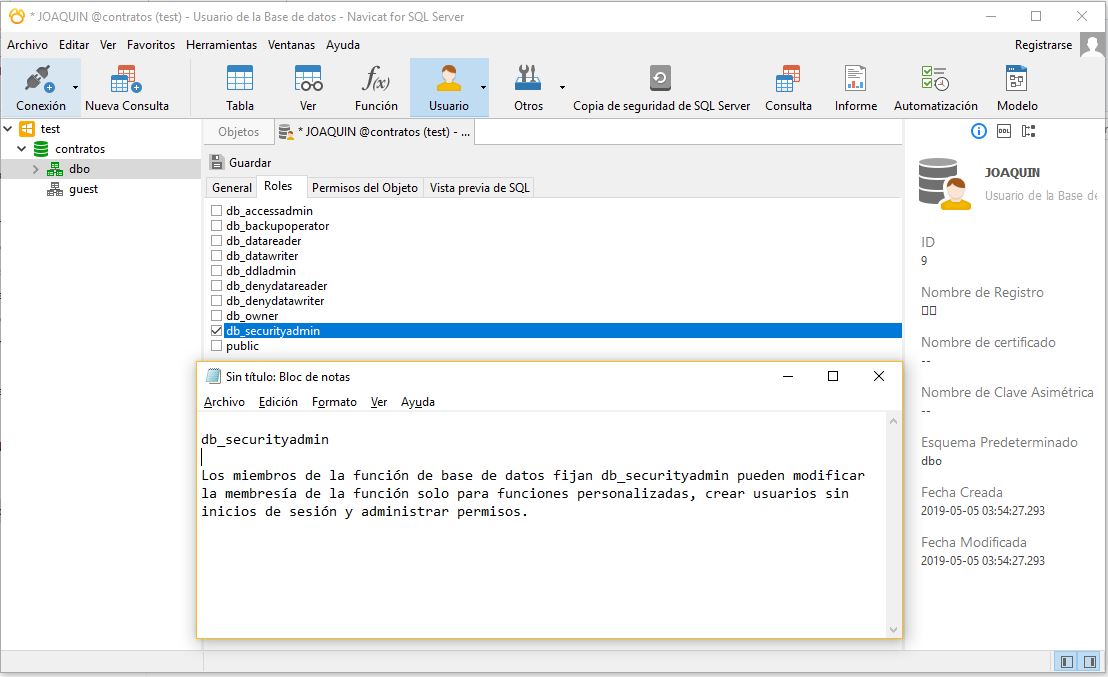 * JOAQUIN @contratos (test) - Usuario de la Base de datos - Navicat for SQL Server
Archivo Editar Ver Favoritos Herramientas Ventanas Ayuda Registrarse
Conexión Nueva Consulta Tabla Ver Función Usuario Otros Copia de seguridad de SQL Server Consulta Informe Automatización Modelo
f(x)
test
contratos
dbo
guest
Objetos * JOAQUIN @contratos (test) - ...
Guardar
General Roles Permisos del Objeto Vista previa de SQL
db_accessadmin
db_backupoperator
db_datareader
db_datawriter
db_ddladmin
db_denydatareader
db_denydatawriter
db_owner
db_securityadmin
public
Sin título: Bloc de notas
Archivo Edición Formato Ver Ayuda
db_securityadmin
Los miembros de la función de base de datos fijan db_securityadmin pueden modificar
la membresía de la función solo para funciones personalizadas, crear usuarios sin
inicios de sesión y administrar permisos.
DDL
JOAQUIN
Usuario de la Base de
ID
9
Nombre de Registro
Nombre de certificado
--
Nombre de Clave Asimétrica
--
Esquema Predeterminado
dbo
Fecha Creada
2019-05-05 03:54:27.293
Fecha Modificada
2019-05-05 03:54:27.293